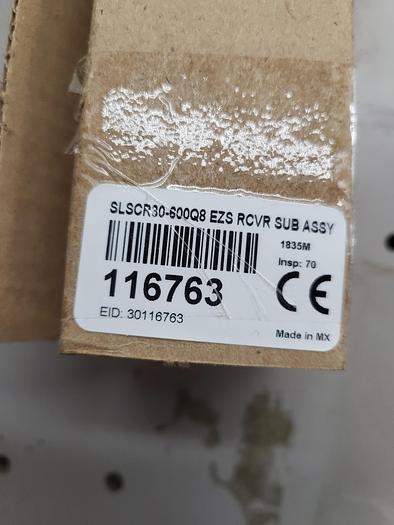 SLSCR30-600Q8 EZS RCVR SUB ASSY
1835M
Insp: 70
116763
CE
EID: 30116763
Made in MX